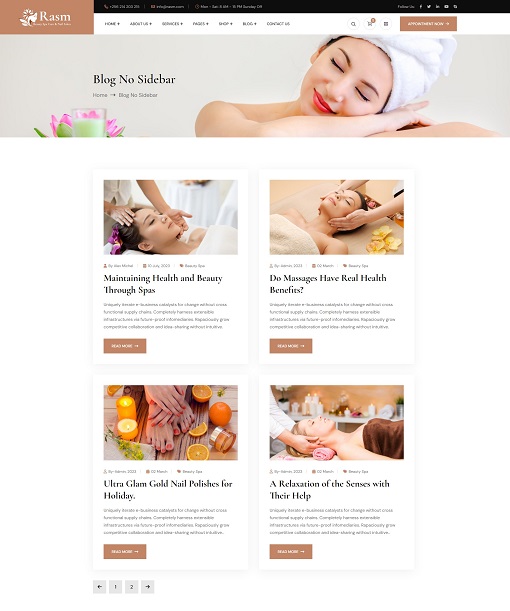 Rasm
info@rasm.com
Mon - Sat: 8 AM - 15 PM Sunday Off
Follow Us:
HOME
ABOUT US
SERVICES
PAGES
SHOP
BLOG
CONTACT US
APPOINTMENT NOW
Blog No Sidebar
Home → Blog No Sidebar
By Alex Michel
30 July, 2023
Beauty Spa
Maintaining Health and Beauty
Through Spas
Uniquely iterate e-business catalysts for change without cross
functional supply chains. Completely harness extensible
infrastructures via future-proof infomediaries. Rapaciously grow
competitive collaboration and idea-sharing without intuitive.
READ MORE →
By-Admin, 2023
02 March
Beauty Spa
Do Massages Have Real Health
Benefits?
Uniquely iterate e-business catalysts for change without cross
functional supply chains. Completely harness extensible
infrastructures via future-proof infomediaries. Rapaciously grow
competitive collaboration and idea-sharing without intuitive.
READ MORE →
By-Admin, 2023
02 March
Beauty Spa
Ultra Glam Gold Nail Polishes for
Holiday.
Uniquely iterate e-business catalysts for change without cross
functional supply chains. Completely harness extensible
infrastructures via future-proof infomediaries. Rapaciously grow
competitive collaboration and idea-sharing without intuitive.
READ MORE →
By-Admin, 2023
02 March
Beauty Spa
A Relaxation of the Senses with
Their Help
Uniquely iterate e-business catalysts for change without cross
functional supply chains. Completely harness extensible
infrastructures via future-proof infomediaries. Rapaciously grow
competitive collaboration and idea-sharing without intuitive.
READ MORE →
← 1 2 →